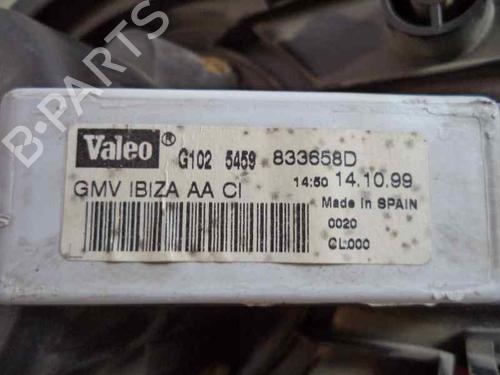 Valeo® G102 5459 833658D
GMV IBIZA AA CI 14:50 14.10.99
Made in SPAIN
0020
CL000
B-PARTS